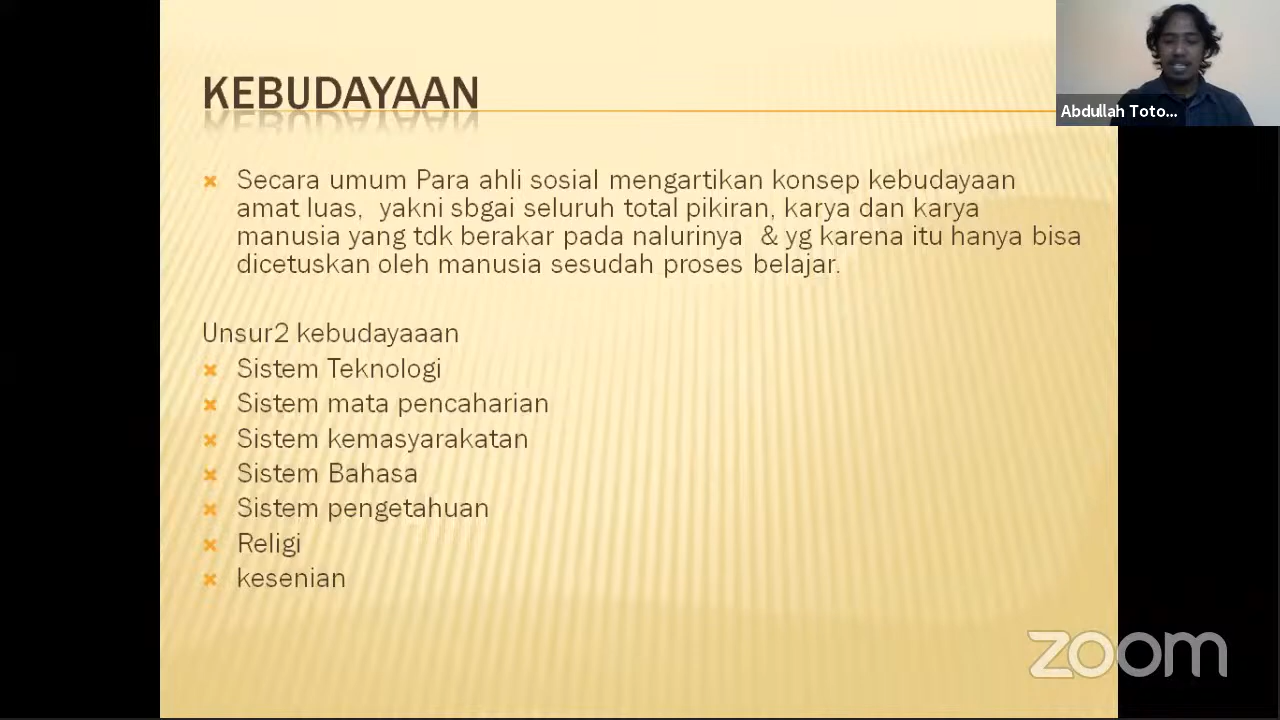 KEBUDAYAAN
Secara umum Para ahli sosial mengartikan konsep kebudayaan
amat luas, yakni sbgai seluruh total pikiran, karya dan karya
manusia yang tdk berakar pada nalurinya & yg karena itu hanya bisa
dicetuskan oleh manusia sesudah proses belajar.
Unsur2 kebudayaaan
Sistem Teknologi
Sistem mata pencaharian
Sistem kemasyarakatan
Sistem Bahasa
Sistem pengetahuan
Religi
kesenian
Abdullah Toto...
zoom